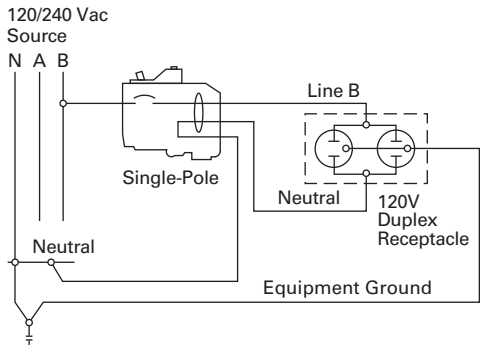 120/240 Vac
Source
N A B
Line B
Single-Pole
Neutral
120V
Duplex
Receptacle
Neutral
Equipment Ground